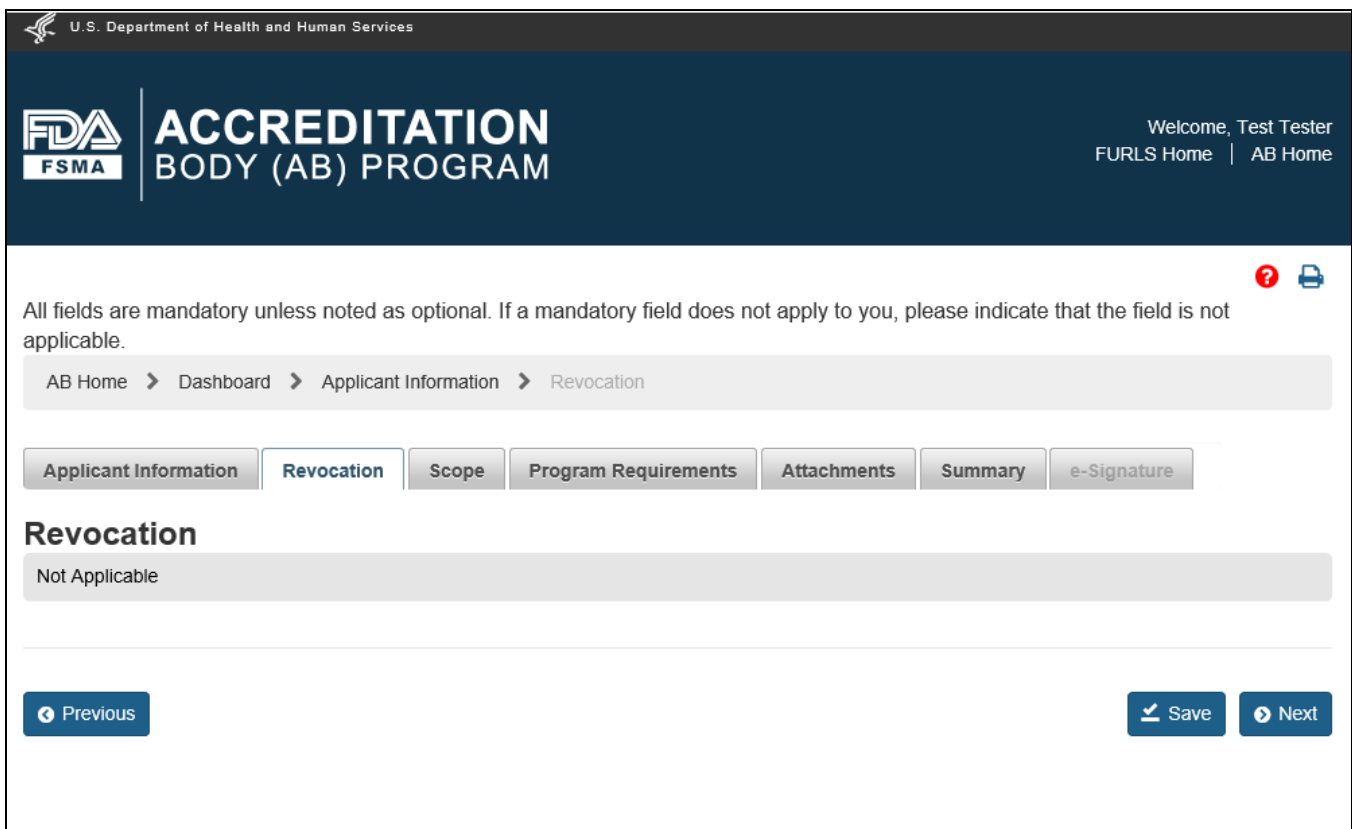 U.S. Department of Health and Human Services
FDA
FSMA
ACCREDITATION
BODY (AB) PROGRAM
Welcome, Test Tester
FURLS Home | AB Home
?
All fields are mandatory unless noted as optional. If a mandatory field does not apply to you, please indicate that the field is not
applicable.
AB Home > Dashboard > Applicant Information > Revocation
Applicant Information Revocation Scope Program Requirements Attachments Summary e-Signature
Revocation
Not Applicable
Previous Save Next